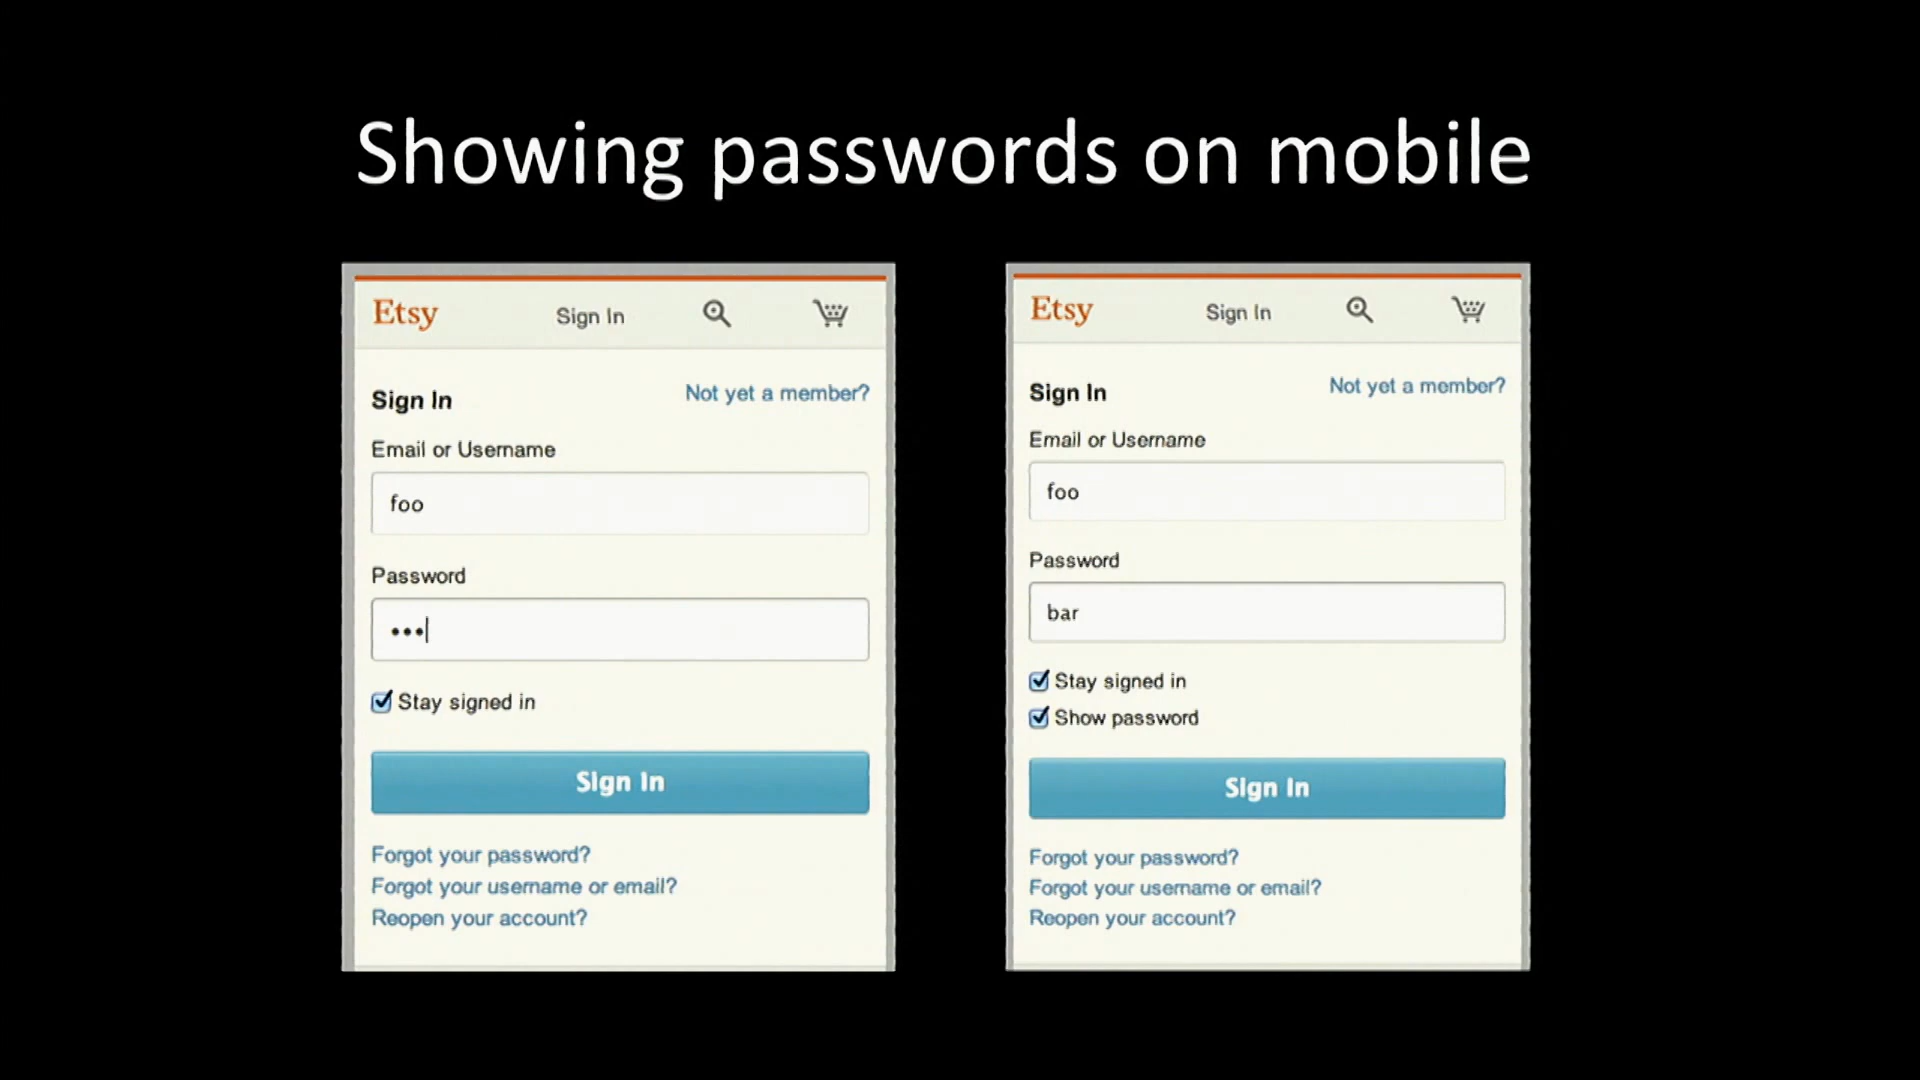 Showing passwords on mobile
Etsy Sign In
Sign In Not yet a member?
Email or Username
foo
Password
•••
Stay signed in
Sign In
Forgot your password?
Forgot your username or email?
Reopen your account?
Etsy Sign In
Sign In Not yet a member?
Email or Username
foo
Password
bar
Stay signed in
Show password
Sign In
Forgot your password?
Forgot your username or email?
Reopen your account?